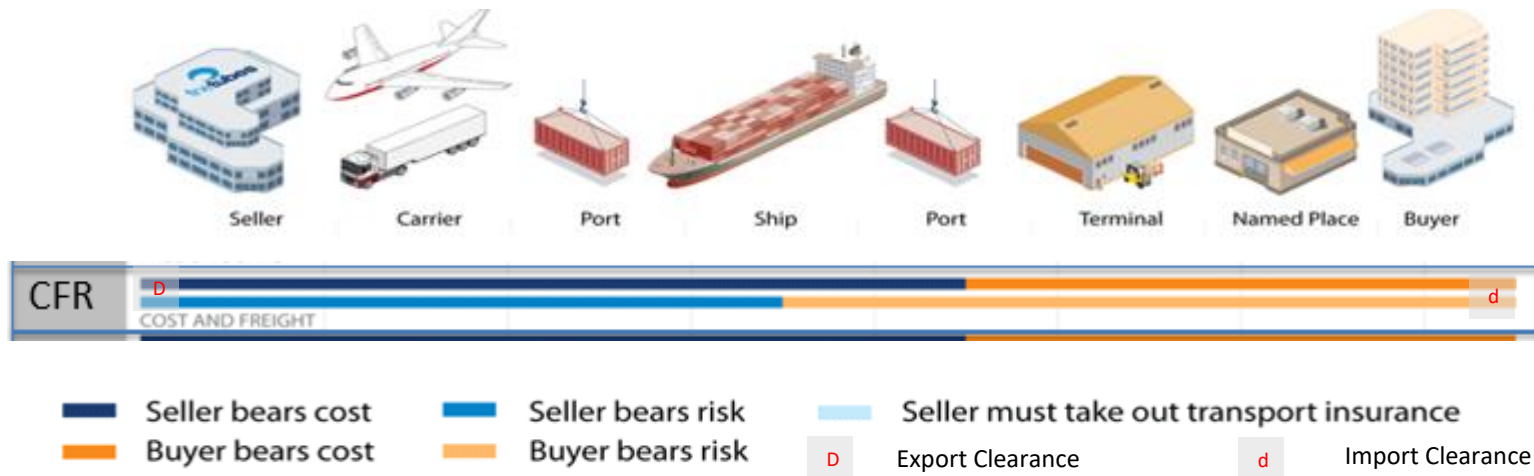 Seller Carrier Port Ship Port Terminal Named Place Buyer
CFR
D
d
COST AND FREIGHT
Seller bears cost Seller bears risk Seller must take out transport insurance
Buyer bears cost Buyer bears risk D Export Clearance d Import Clearance